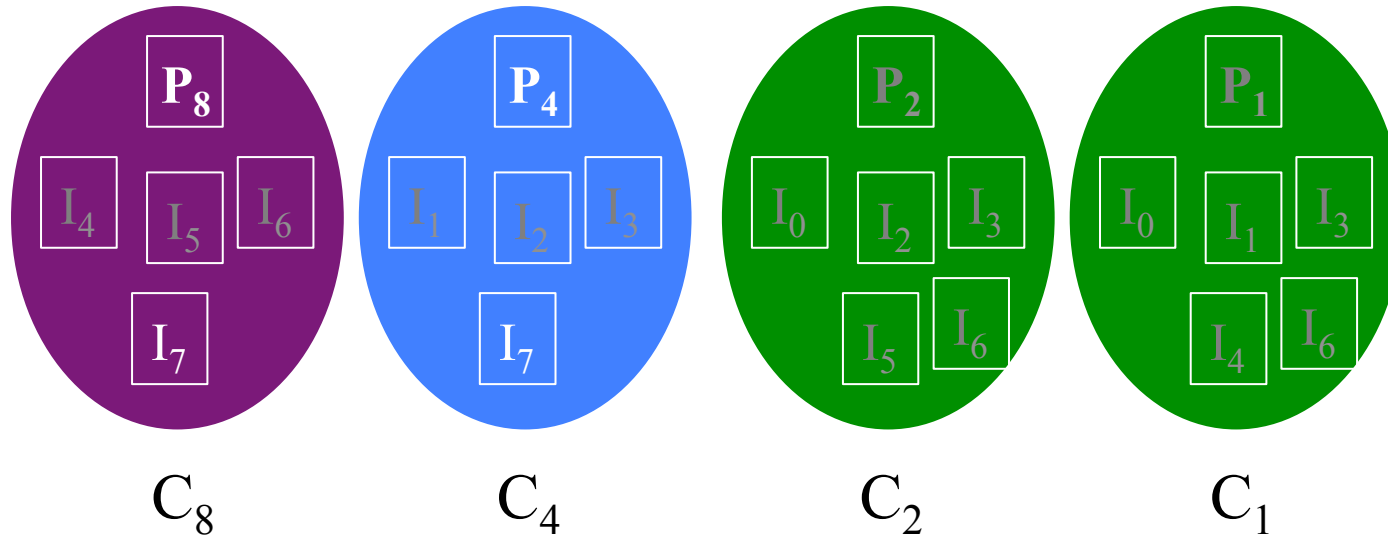 P₈ P₄ P₂ P₁
I₄ I₅ I₆ I₁ I₂ I₃ I₀ I₂ I₃ I₀ I₁ I₃
I₇ I₇ I₅ I₆ I₄ I₆
C₈ C₄ C₂ C₁